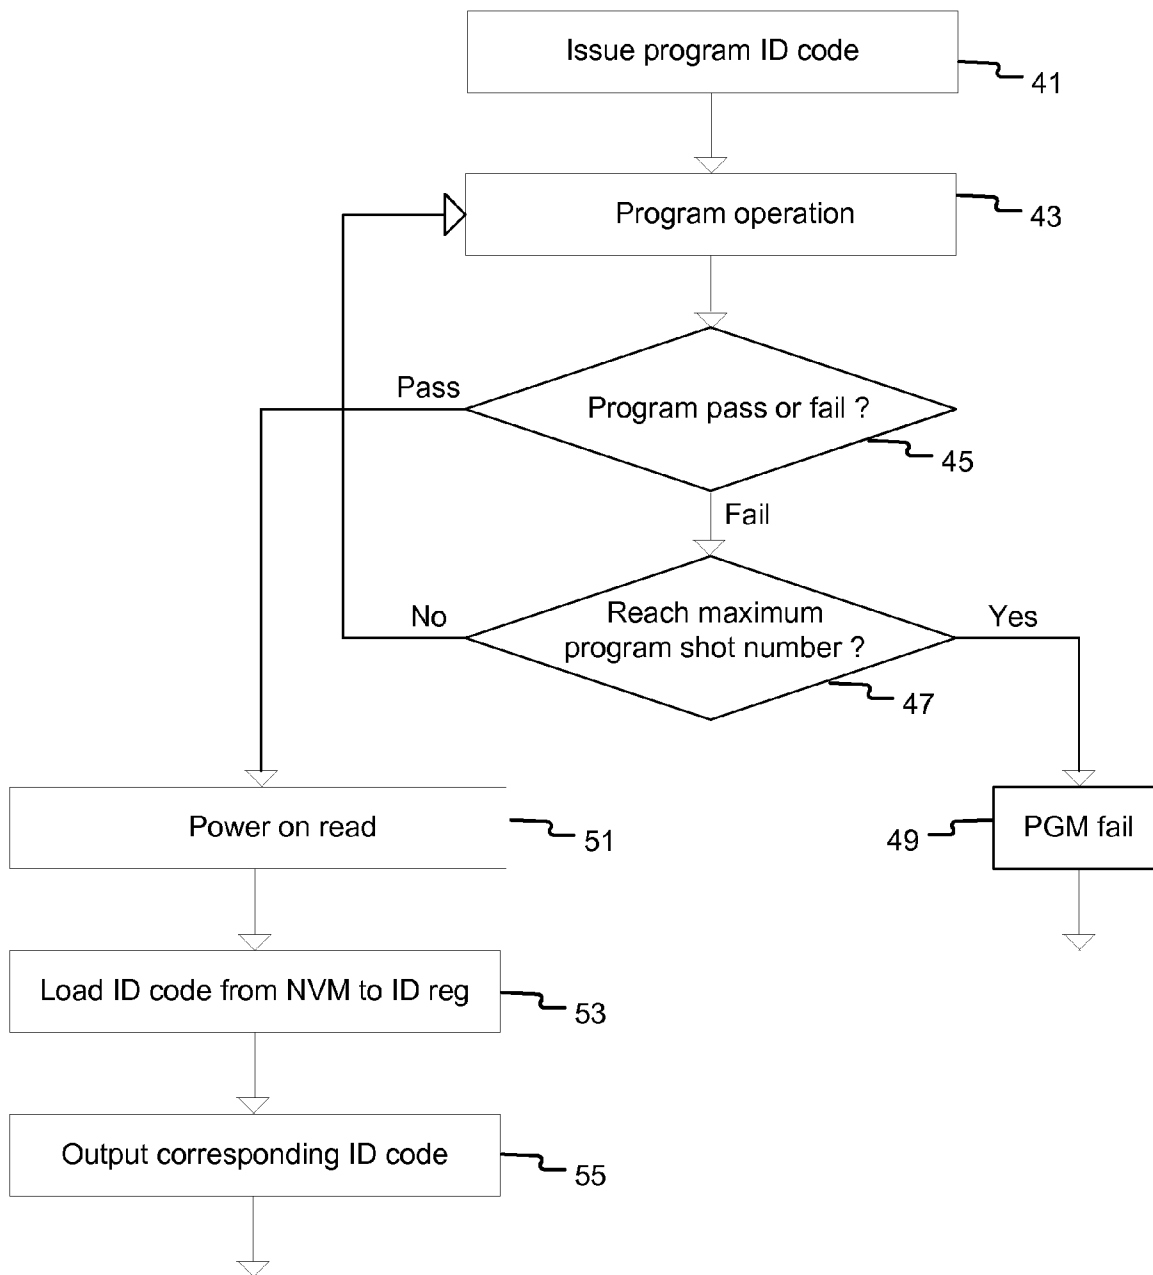 Issue program ID code
41
Program operation
43
Pass
Program pass or fail ?
45
Fail
No
Reach maximum
program shot number ?
Yes
47
Power on read
51
49
PGM fail
Load ID code from NVM to ID reg
53
Output corresponding ID code
55